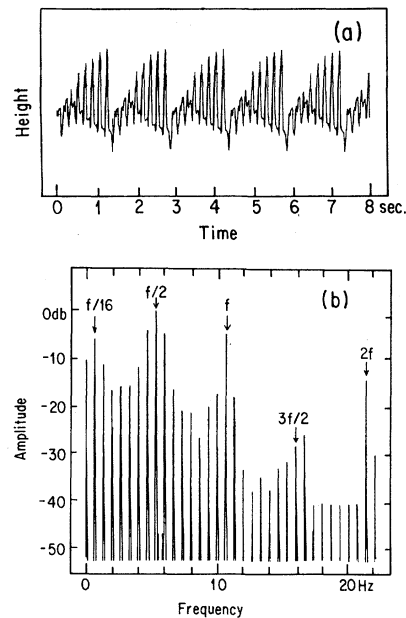 (a)
Height
0 1 2 3 4 5 6 7 8 sec.
Time
(b)
f/16 f/2 f 2f
3f/2
0db
-10
-20
-30
-40
-50
Amplitude
0 10 20 Hz
Frequency